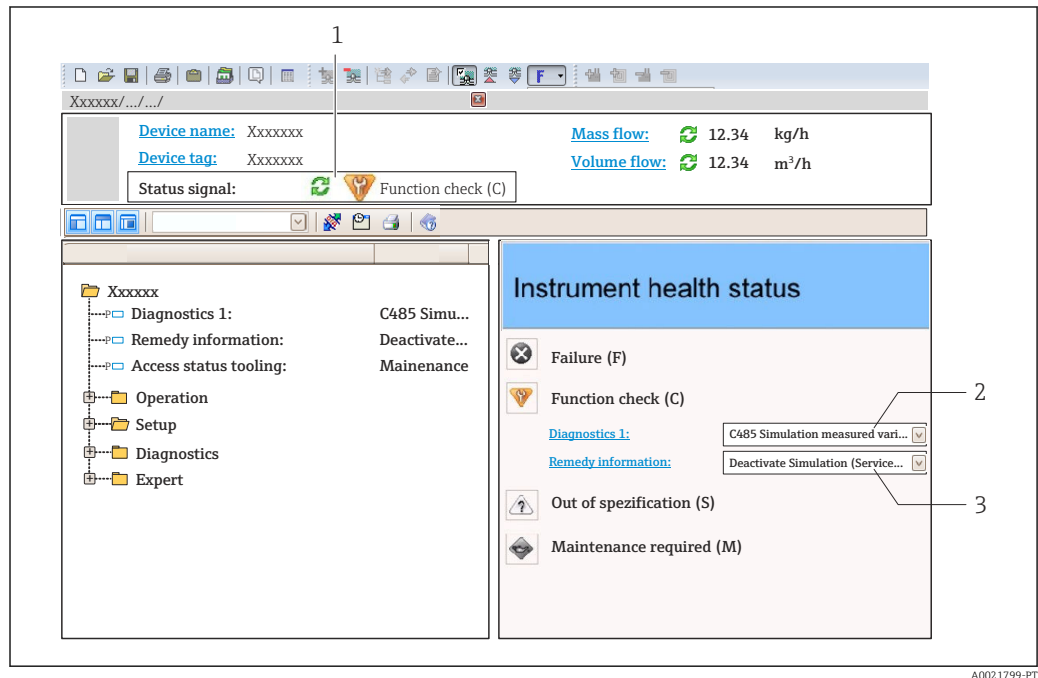 1
F
Xxxxxx/.../.../
Device name: Xxxxxxx Mass flow: 12.34 kg/h
Device tag: Xxxxxxx Volume flow: 12.34 m³/h
Status signal: Function check (C)
Instrument health status
Xxxxxx
P Diagnostics 1: C485 Simu...
P Remedy information: Deactivate...
P Access status tooling: Mainenance
Operation
Setup
Diagnostics
Expert
Failure (F)
Function check (C)
2
Diagnostics 1: C485 Simulation measured vari...
Remedy information: Deactivate Simulation (Service...
Out of spezification (S)
3
Maintenance required (M)
A0021799-PT